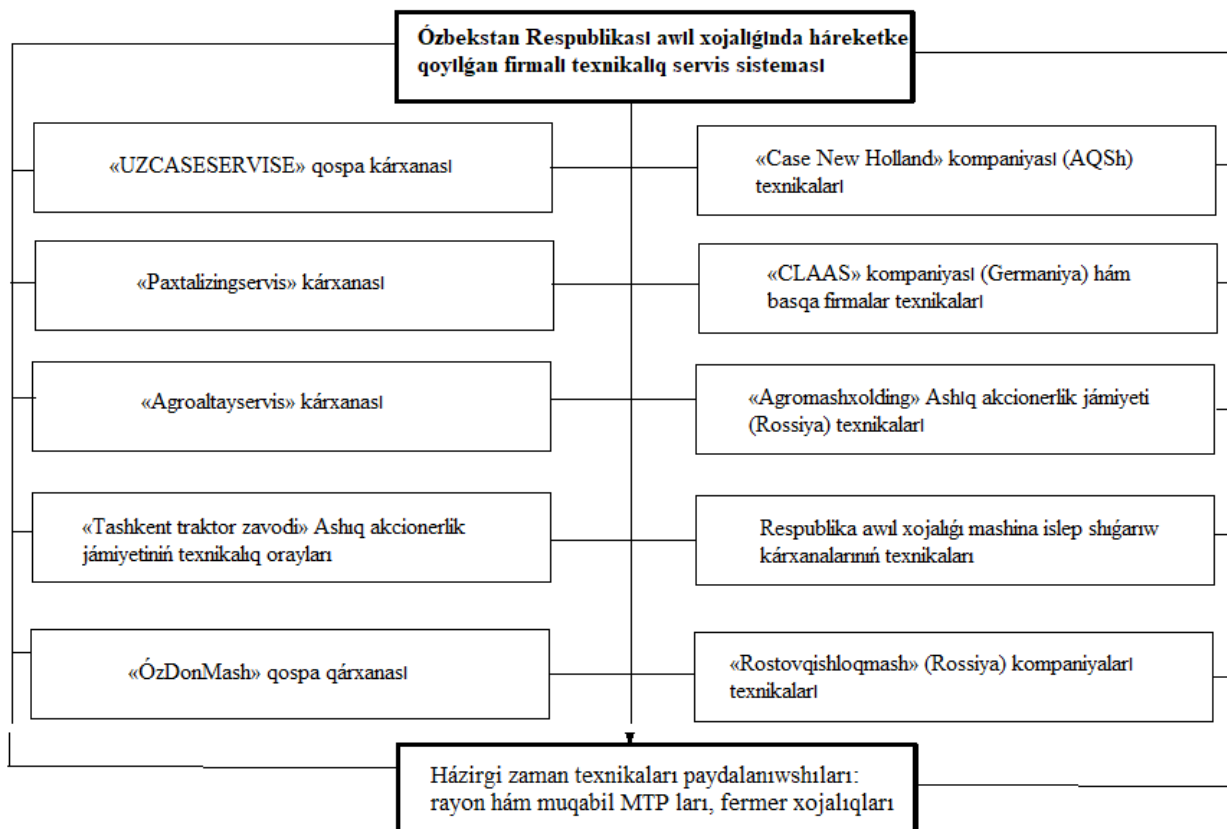 Ózbekstan Respublikası awıl xojalıǵında háreketke
qoyılǵan firmalı texnikalıq servis sisteması
«UZCASESERVISE» qospa kárxanası
«Case New Holland» kompaniyası (AQSh)
texnikaları
«Paxtalizingservis» kárxanası
«CLAAS» kompaniyası (Germaniya) hám
basqa firmalar texnikaları
«Agroaltayservis» kárxanası
«Agromashxolding» Ashıq akcionerlik jámiyeti
(Rossiya) texnikaları
«Tashkent traktor zavodi» Ashıq akcionerlik
jámiyetiniń texnikalıq orayları
Respublika awıl xojalıǵı mashina islep shıǵarıw
kárxanalarınıń texnikaları
«ÓzDonMash» qospa qárxanası
«Rostovqishloqmash» (Rossiya) kompaniyaları
texnikaları
Házirgi zaman texnikaları paydalanıwshıları:
rayon hám muqabil MTP ları, fermer xojalıqları